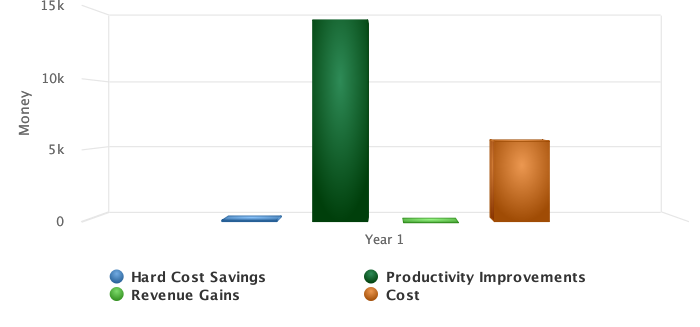 15k
10k
Money
5k
0
Year 1
Hard Cost Savings
Productivity Improvements
Revenue Gains
Cost